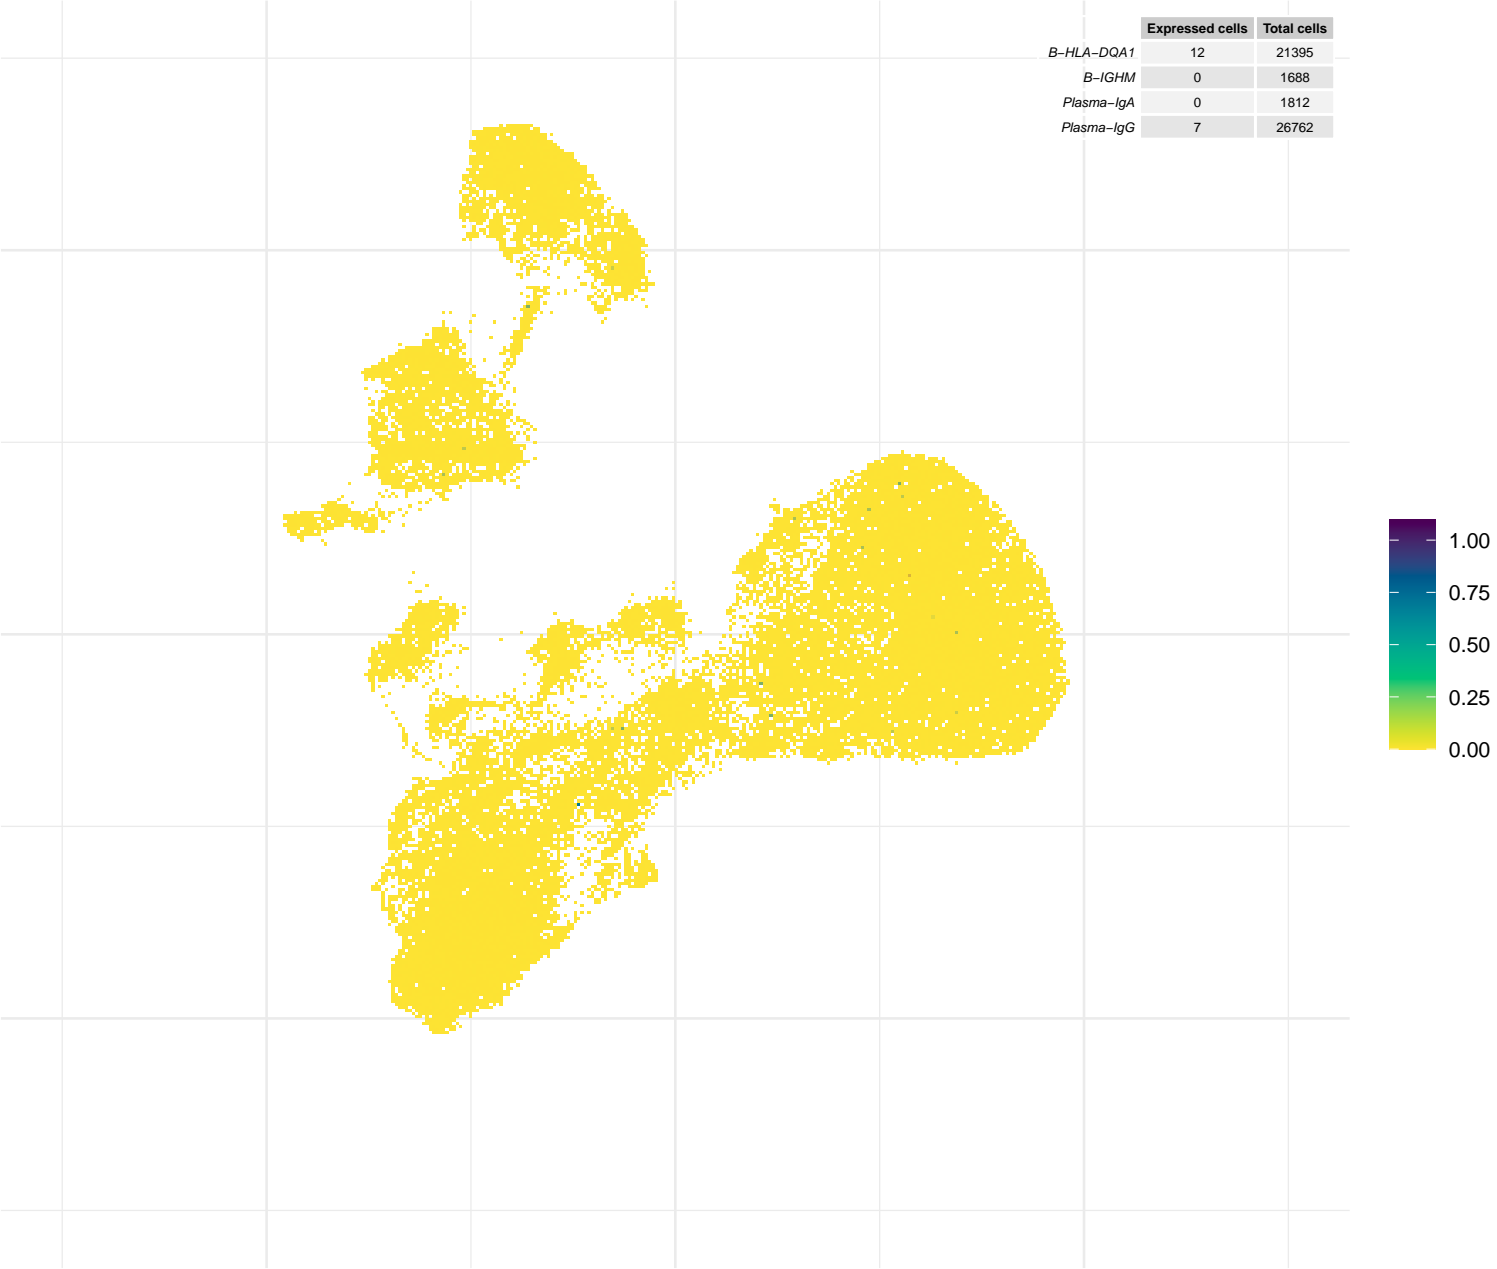 Expressed cells Total cells
B−HLA−DQA1 12 21395
B−IGHM 0 1688
Plasma−IgA 0 1812
Plasma−IgG 7 26762
1.00
0.75
0.50
0.25
0.00